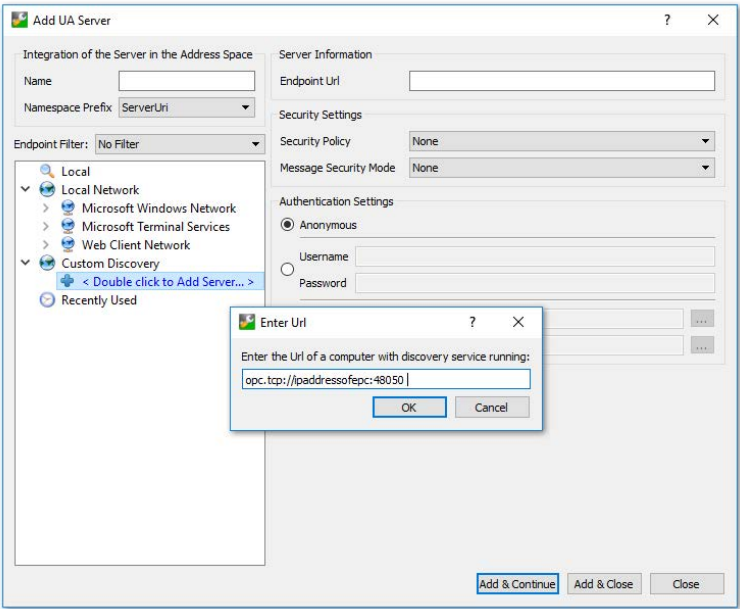 Add UA Server
Integration of the Server in the Address Space
Name
Namespace Prefix ServerUri
Endpoint Filter: No Filter
Local
Local Network
Microsoft Windows Network
Microsoft Terminal Services
Web Client Network
Custom Discovery
< Double click to Add Server... >
Recently Used
Server Information
Endpoint Url
Security Settings
Security Policy None
Message Security Mode None
Authentication Settings
Anonymous
Username
Password
...
...
Enter Url
Enter the Url of a computer with discovery service running:
opc.tcp://ipaddressofepc:48050
OK Cancel
Add & Continue Add & Close Close